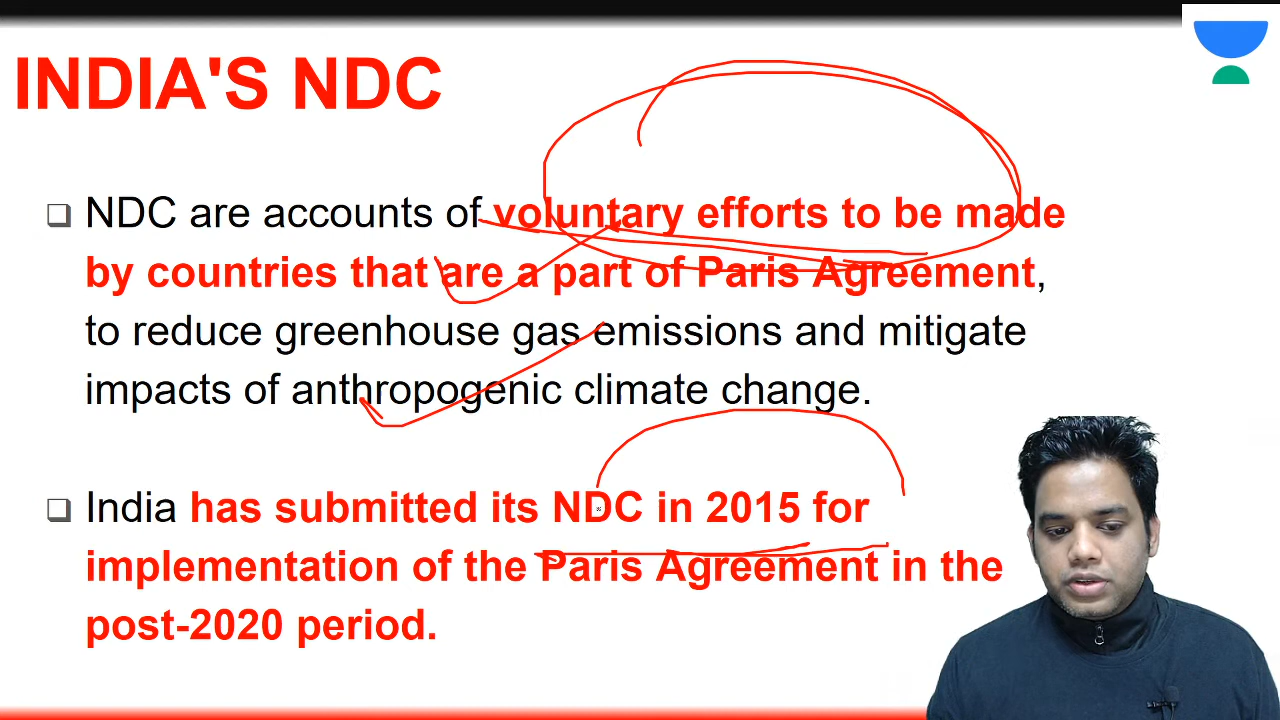 INDIA'S NDC
❑ NDC are accounts of voluntary efforts to be made
by countries that are a part of Paris Agreement,
to reduce greenhouse gas emissions and mitigate
impacts of anthropogenic climate change.
❑ India has submitted its NDC in 2015 for
implementation of the Paris Agreement in the
post-2020 period.